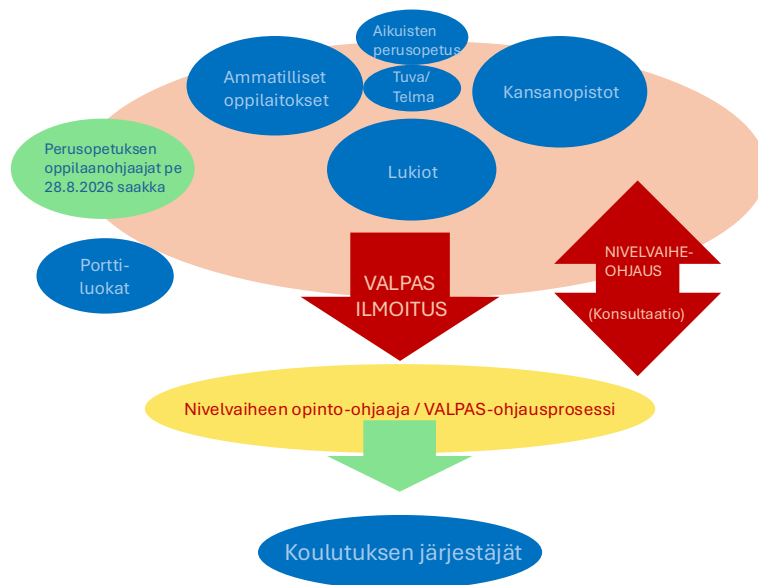 Aikuisten
perusopetus
Ammatilliset
oppilaitokset
Tuva/
Telma
Kansanopistot
Perusopetuksen
oppilaanohjaajat pe
28.8.2026 saakka
Lukiot
Portti-
luokat
VALPAS
ILMOITUS
NIVELVAIHE-
OHJAUS
(Konsultaatio)
Nivelvaiheen opinto-ohjaaja / VALPAS-ohjausprosessi
Koulutuksen järjestäjät